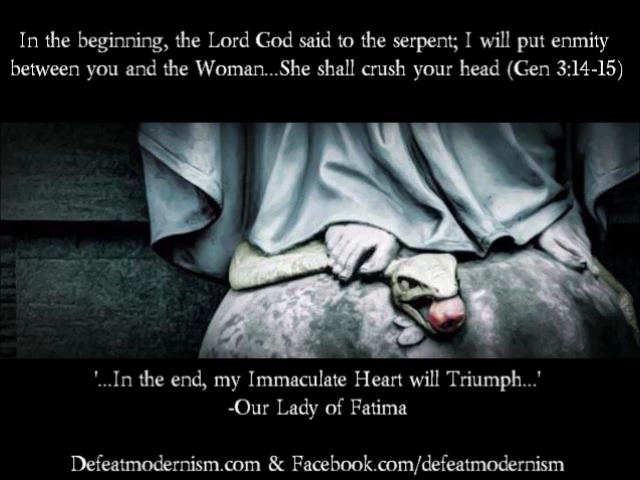 In the beginning, the Lord God said to the serpent; I will put enmity
between you and the Woman...She shall crush your head (Gen 3:14-15)
'...In the end, my Immaculate Heart will Triumph...'
-Our Lady of Fatima
Defeatmodernism.com & Facebook.com/defeatmodernism